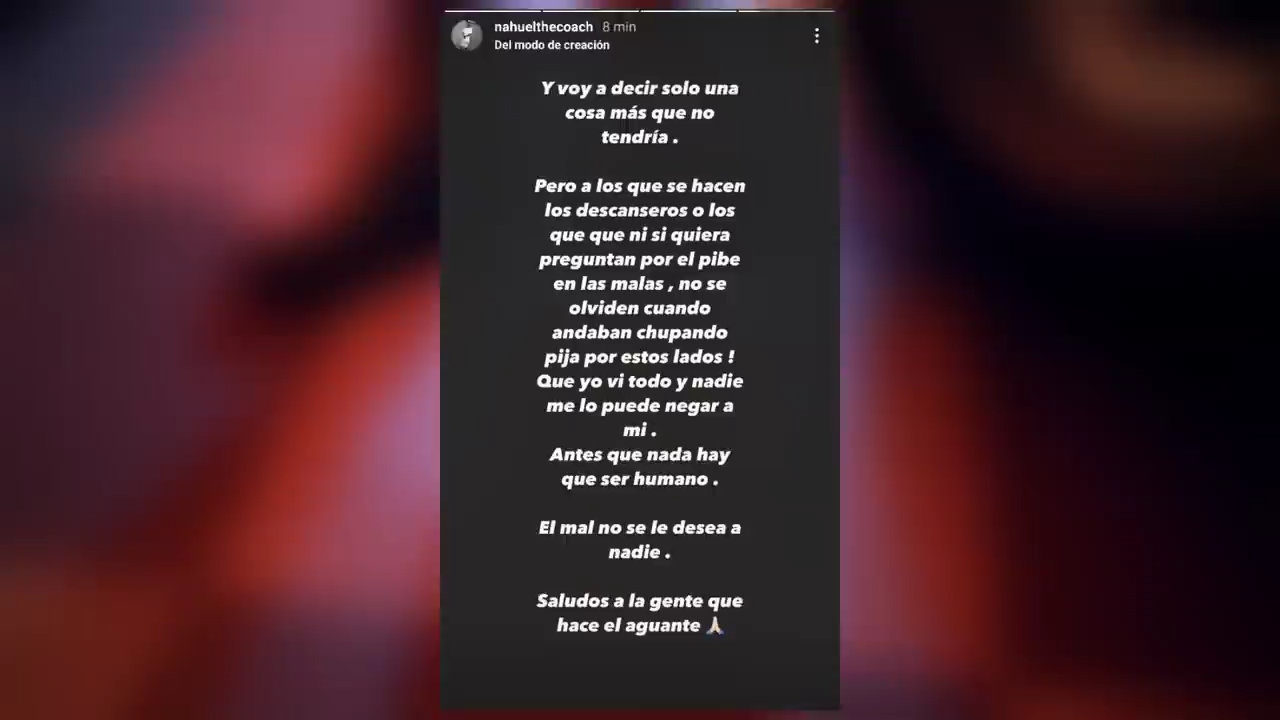 nahuelthecoach 8 min
Del modo de creación
Y voy a decir solo una
cosa más que no
tendría .
Pero a los que se hacen
los descanseros o los
que que ni si quiera
preguntan por el pibe
en las malas , no se
olviden cuando
andaban chupando
pija por estos lados !
Que yo vi todo y nadie
me lo puede negar a
mi .
Antes que nada hay
que ser humano .
El mal no se le desea a
nadie .
Saludos a la gente que
hace el aguante 🙏🏻